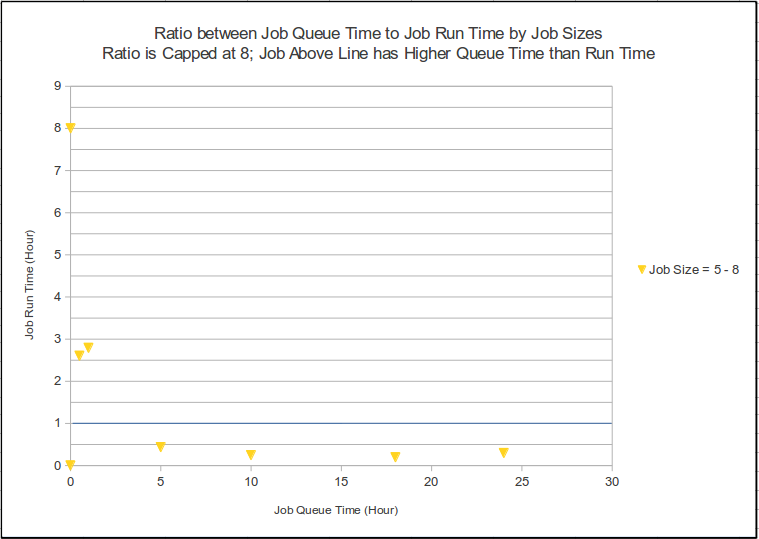 Ratio between Job Queue Time to Job Run Time by Job Sizes
Ratio is Capped at 8; Job Above Line has Higher Queue Time than Run Time
9
8
7
6
5
4
3
2
1
0
Job Run Time (Hour)
0 5 10 15 20 25 30
Job Queue Time (Hour)
Job Size = 5 - 8